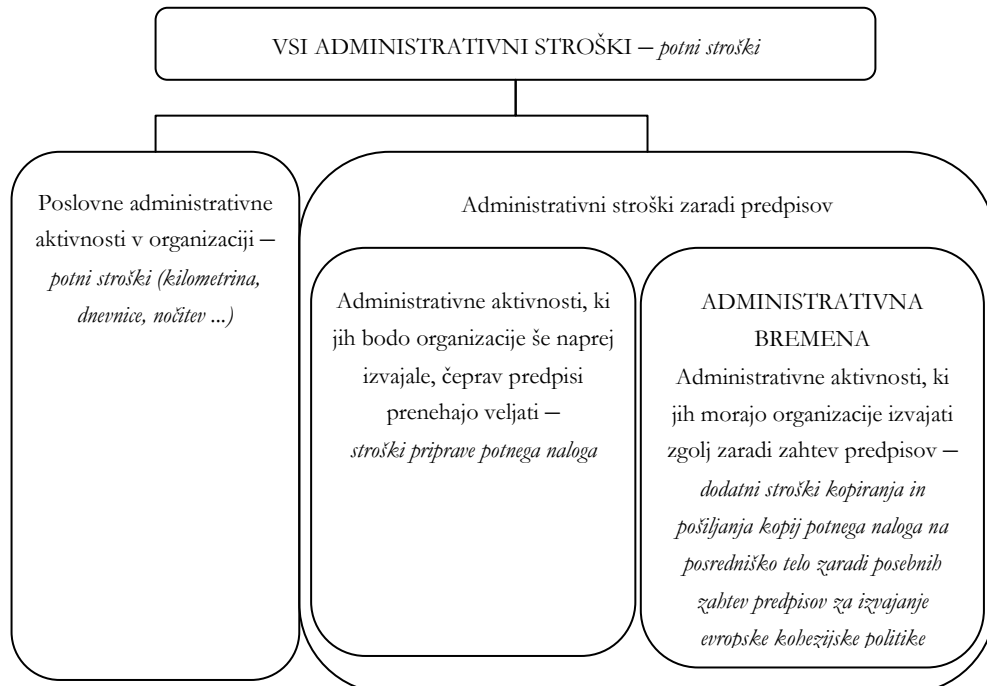 VSI ADMINISTRATIVNI STROŠKI – potni stroški
Poslovne administrativne
aktivnosti v organizaciji –
potni stroški (kilometrina,
dnevnice, nočitev ...)
Administrativni stroški zaradi predpisov
Administrativne aktivnosti, ki
jih bodo organizacije še naprej
izvajale, čeprav predpisi
prenehajo veljati –
stroški priprave potnega naloga
ADMINISTRATIVNA
BREMENA
Administrativne aktivnosti, ki
jih morajo organizacije izvajati
zgolj zaradi zahtev predpisov –
dodatni stroški kopiranja in
pošiljanja kopij potnega naloga na
posredniško telo zaradi posebnih
zahtev predpisov za izvajanje
evropske kohezijske politike